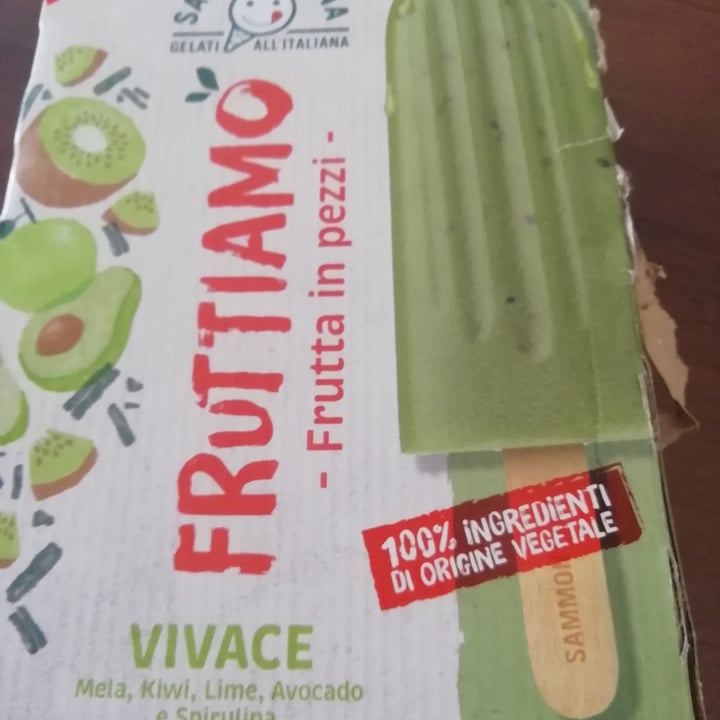 GELATI ALL'ITALIANA
FRUTTIAMO
- Frutta in pezzi -
100% INGREDIENTI
DI ORIGINE VEGETALE
VIVACE
Mela, Kiwi, Lime, Avocado
e Spirulina